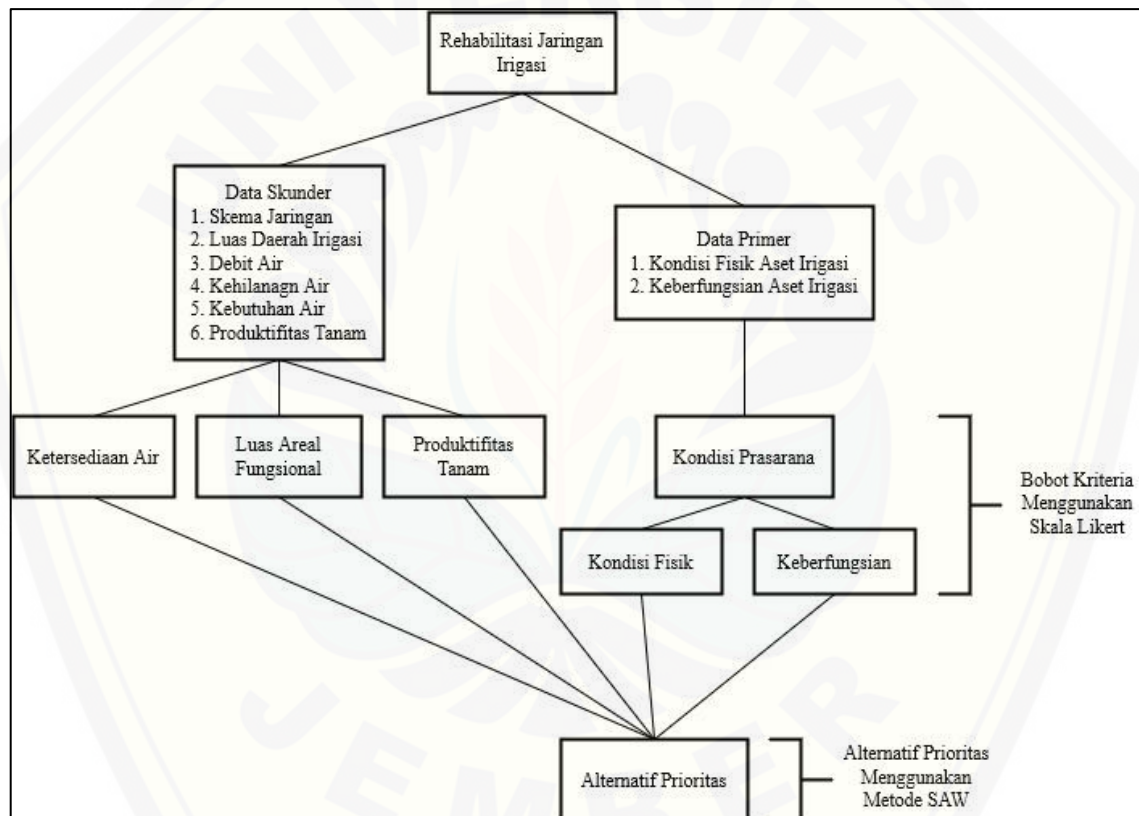 UNIVERSITAS
Rehabilitasi Jaringan
Irigasi
Data Skunder
1. Skema Jaringan
2. Luas Daerah Irigasi
3. Debit Air
4. Kehilanagn Air
5. Kebutuhan Air
6. Produktifitas Tanam
Data Primer
1. Kondisi Fisik Aset Irigasi
2. Keberfungsian Aset Irigasi
Ketersediaan Air
Luas Areal
Fungsional
Produktifitas
Tanam
Kondisi Prasarana
Kondisi Fisik
Keberfungsian
Bobot Kriteria
Menggunakan
Skala Likert
Alternatif Prioritas
Alternatif Prioritas
Menggunakan
Metode SAW
JEMBER